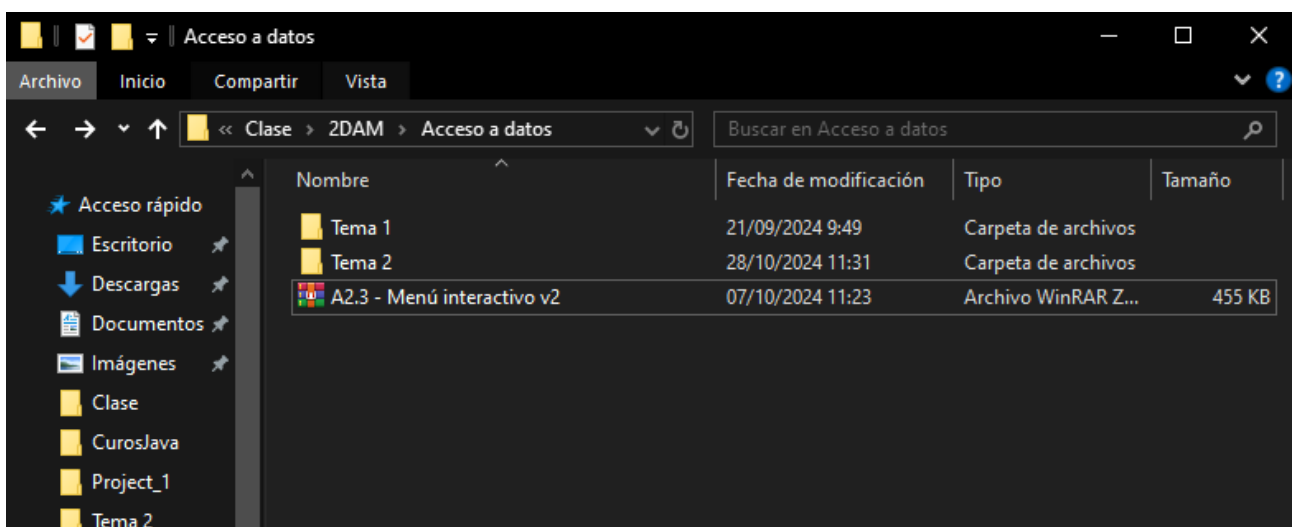 Acceso a datos
Archivo Inicio Compartir Vista
« Clase > 2DAM > Acceso a datos Buscar en Acceso a datos
Nombre Fecha de modificación Tipo Tamaño
Acceso rápido
Escritorio
Descargas
Documentos
Imágenes
Clase
CurosJava
Project_1
Tema 2
Tema 1 21/09/2024 9:49 Carpeta de archivos
Tema 2 28/10/2024 11:31 Carpeta de archivos
A2.3 - Menú interactivo v2 07/10/2024 11:23 Archivo WinRAR Z... 455 KB